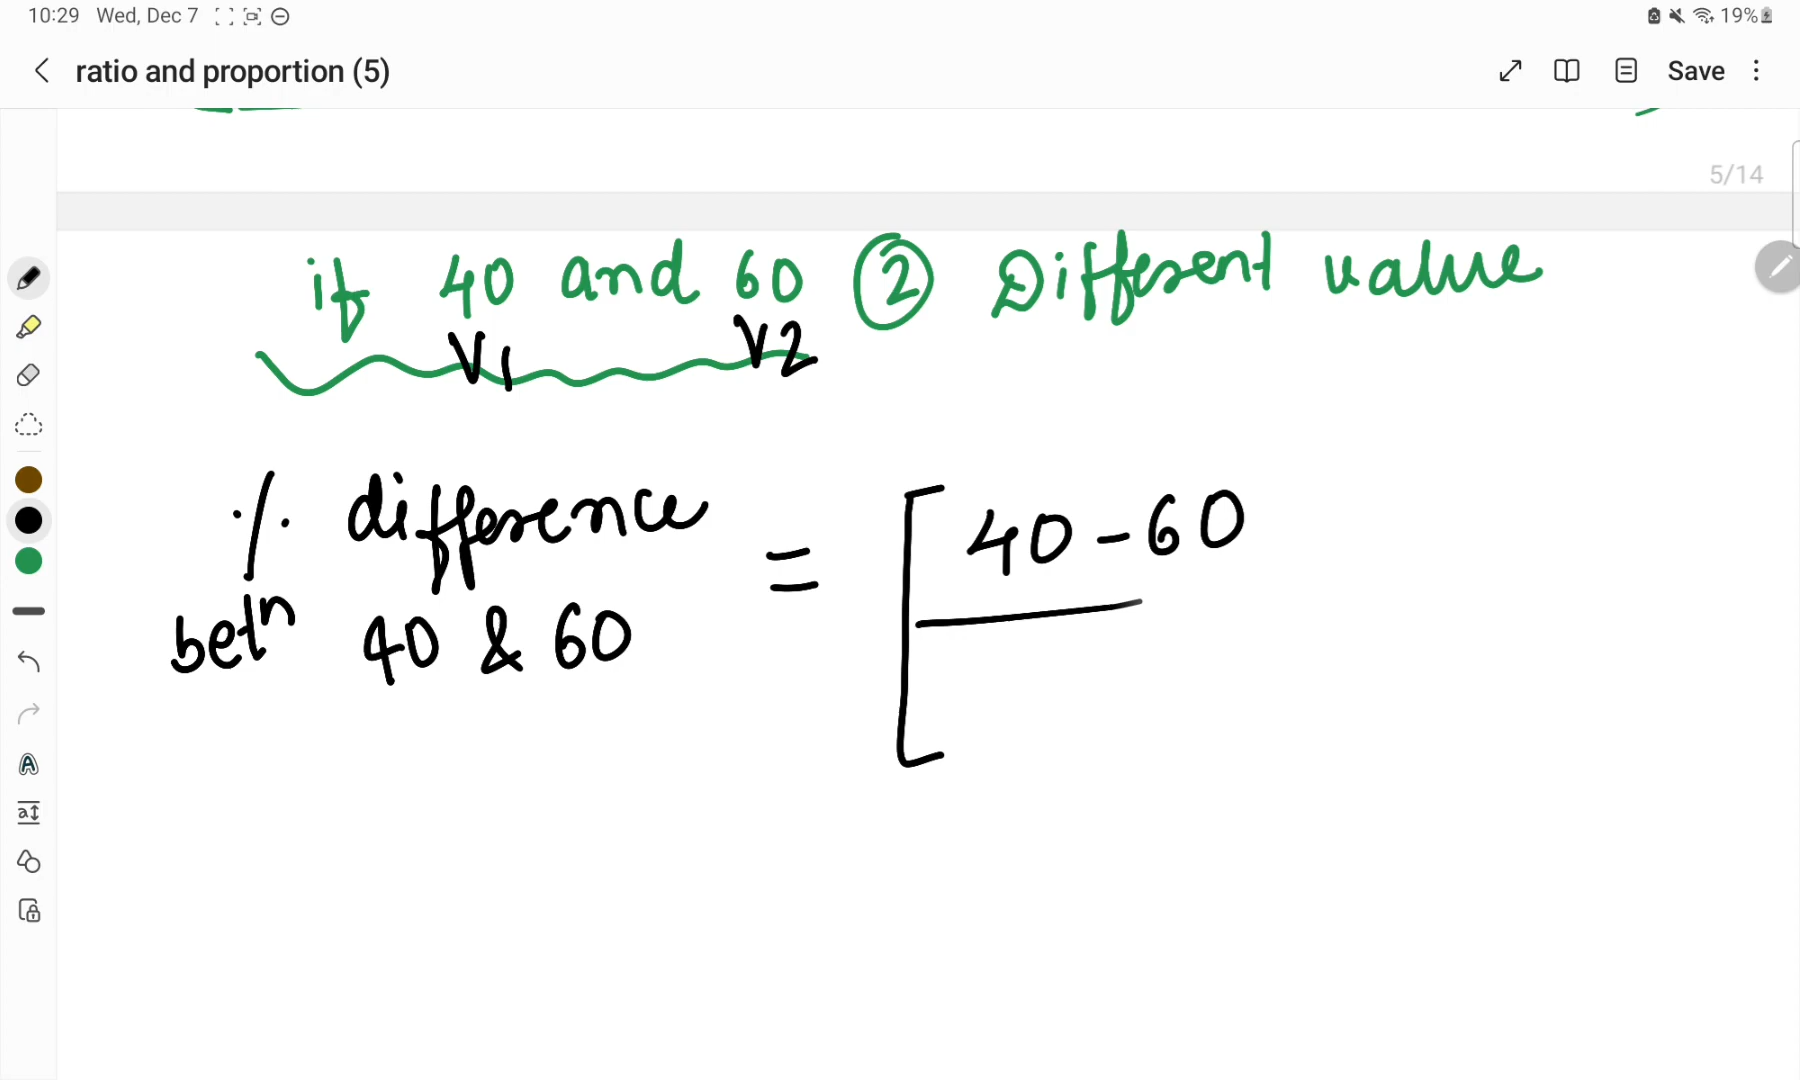 10:29 Wed, Dec 7
19%
ratio and proportion (5)
Save
5/14
if 40 and 60 2 Different value
V1 V2
% difference
betn 40 & 60
=
40-60